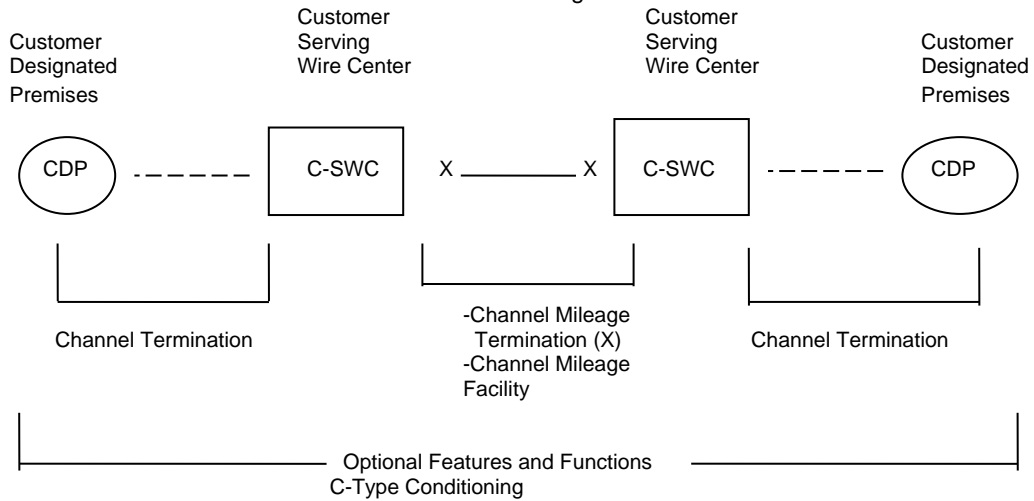 Customer
Serving
Wire Center
Customer
Serving
Wire Center
Customer
Designated
Premises
Customer
Designated
Premises
CDP
C-SWC
X
X
C-SWC
CDP
Channel Termination
-Channel Mileage
Termination (X)
-Channel Mileage
Facility
Channel Termination
Optional Features and Functions
C-Type Conditioning